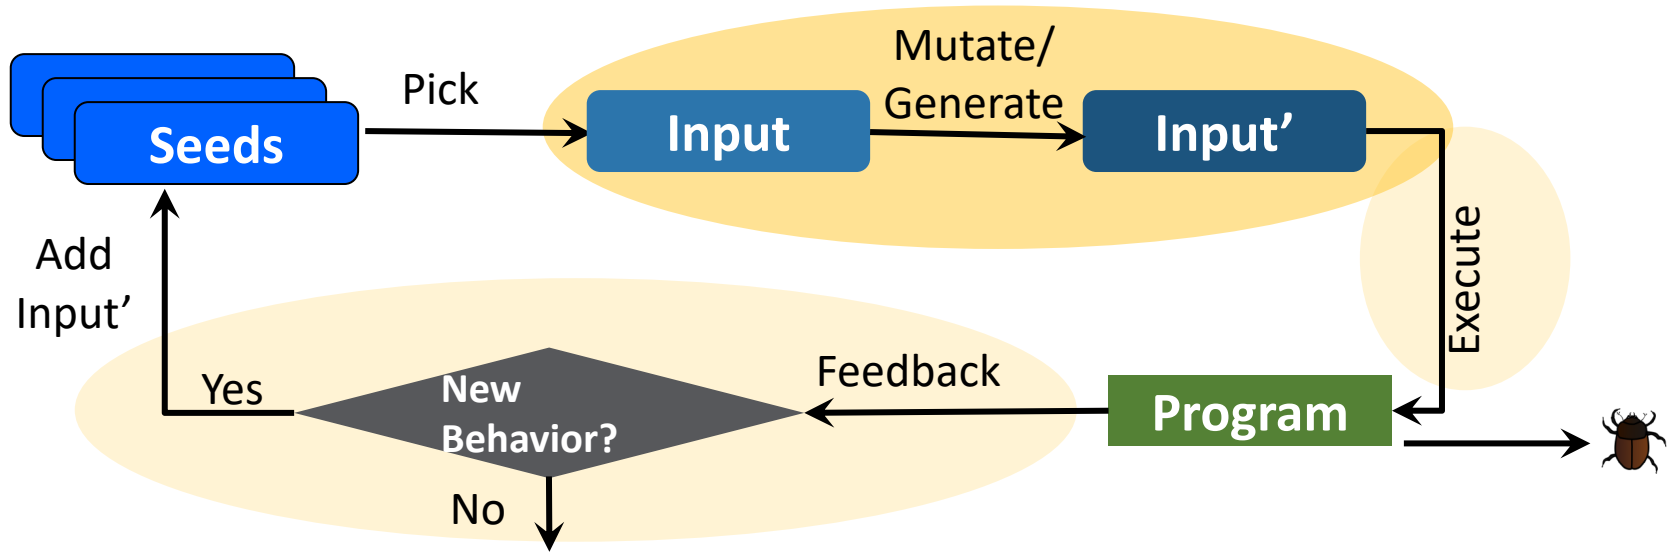 Mutate/
Generate
Pick
Seeds
Input
Input’
Execute
Add
Input’
Yes
New
Behavior?
Feedback
Program
No